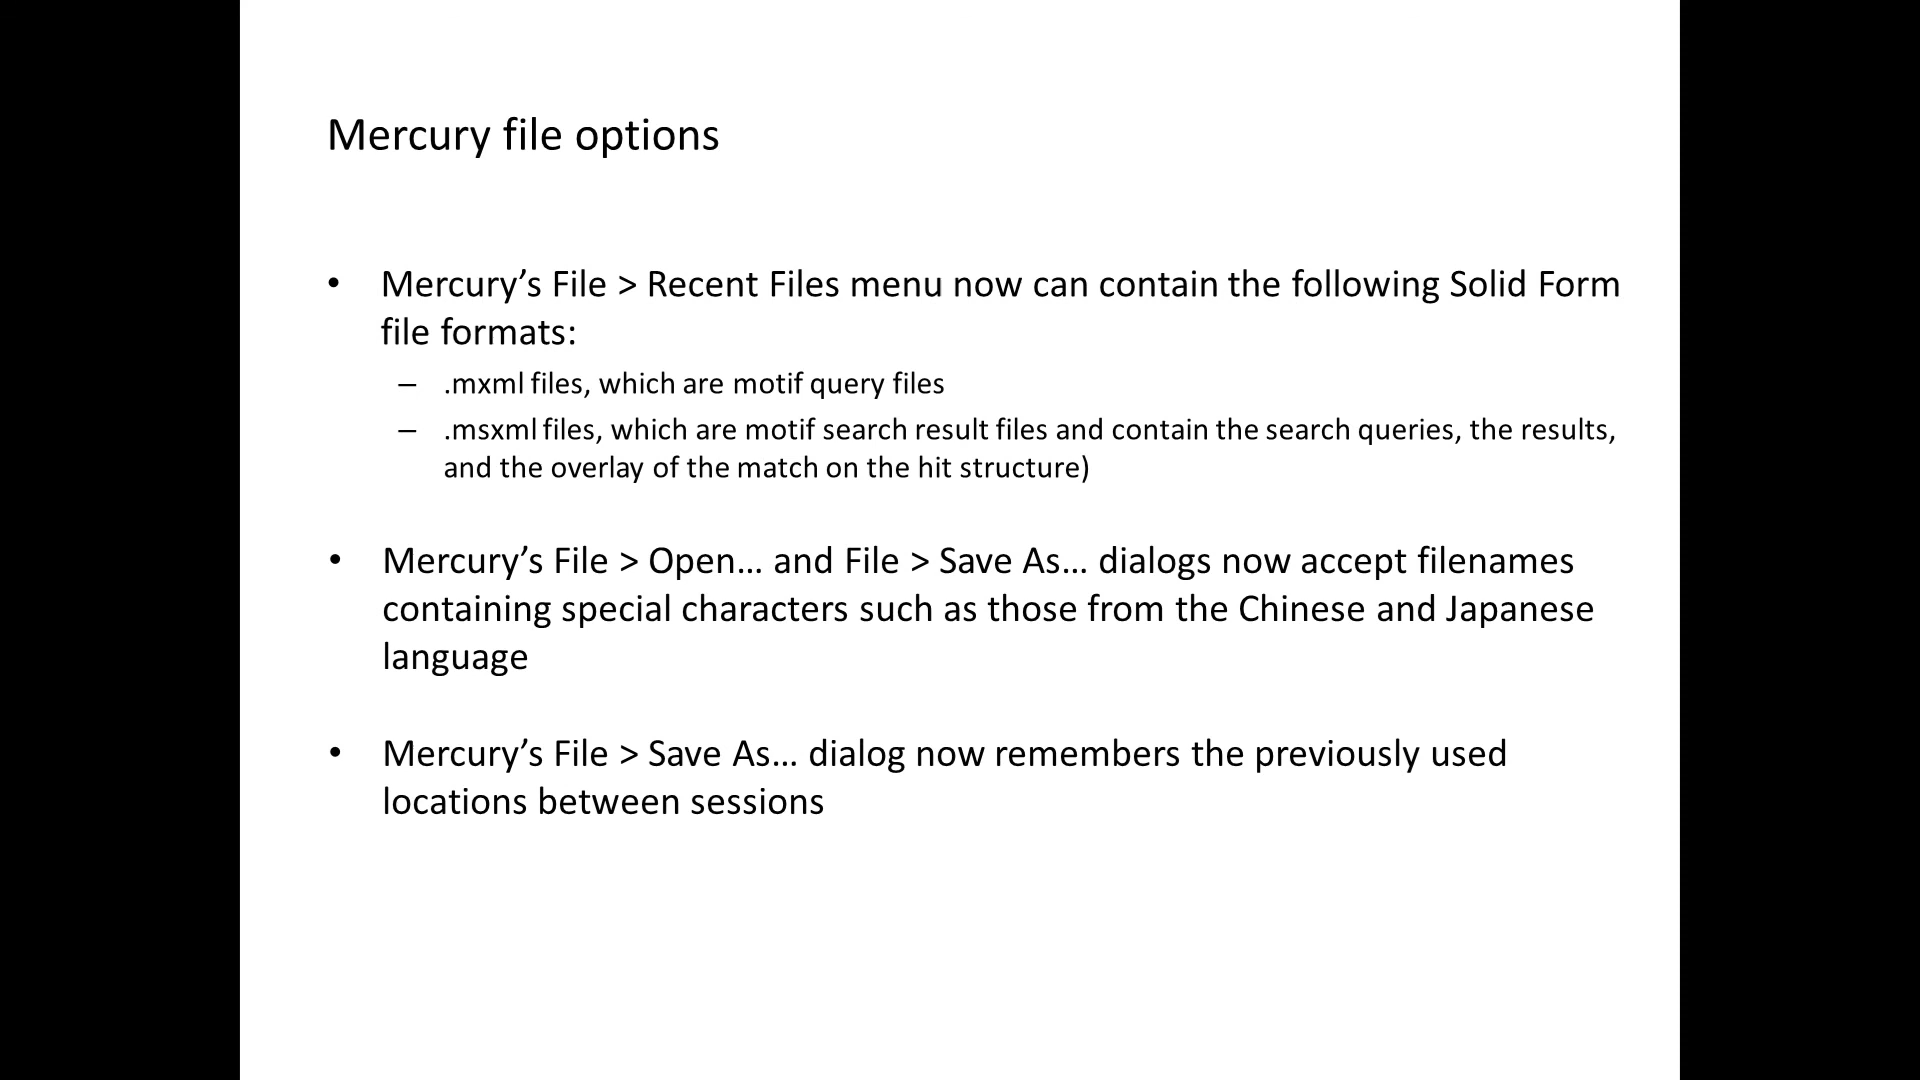 Mercury file options
• Mercury’s File > Recent Files menu now can contain the following Solid Form
file formats:
– .mxml files, which are motif query files
– .msxml files, which are motif search result files and contain the search queries, the results,
and the overlay of the match on the hit structure)
• Mercury’s File > Open… and File > Save As… dialogs now accept filenames
containing special characters such as those from the Chinese and Japanese
language
• Mercury’s File > Save As… dialog now remembers the previously used
locations between sessions